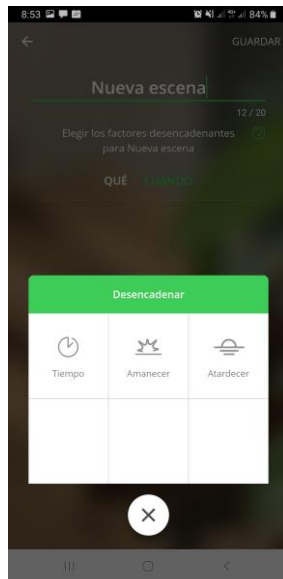 8:53 84%
GUARDAR
Nueva escena
12 / 20
Elegir los factores desencadenantes
para Nueva escena
QUÉ CUANDO
Desencadenar
Tiempo Amanecer Atardecer